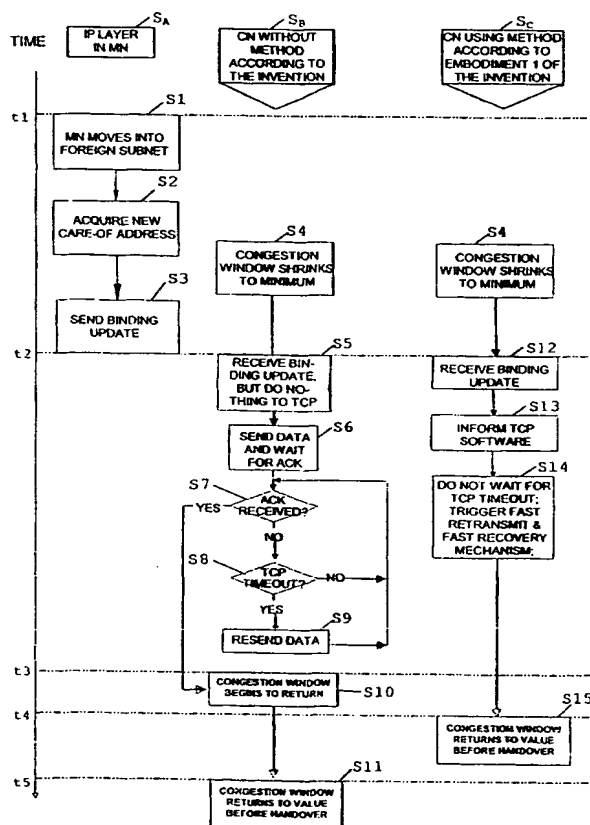 TIME
S_A
IP LAYER
IN MN
S_B
CN WITHOUT
METHOD
ACCORDING TO
THE INVENTION
S_C
CN USING METHOD
ACCORDING TO
EMBODIMENT 1 OF
THE INVENTION
t1
S1
MN MOVES INTO
FOREIGN SUBNET
S2
ACQUIRE NEW
CARE-OF ADDRESS
S3
SEND BINDING
UPDATE
S4
CONGESTION
WINDOW SHRINKS
TO MINIMUM
S4
CONGESTION
WINDOW SHRINKS
TO MINIMUM
t2
S5
RECEIVE BIN-
DING UPDATE,
BUT DO NO-
THING TO TCP
S12
RECEIVE BINDING
UPDATE
S6
SEND DATA
AND WAIT
FOR ACK
S13
INFORM TCP
SOFTWARE
S7
ACK
RECEIVED?
YES
NO
S14
DO NOT WAIT FOR
TCP TIMEOUT;
TRIGGER FAST
RETRANSMIT &
FAST RECOVERY
MECHANISM;
S8
TCP
TIMEOUT?
NO
YES
S9
RESEND DATA
t3
CONGESTION WINDOW
BEGINS TO RETURN
S10
t4
S15
CONGESTION WINDOW
RETURNS TO VALUE
BEFORE HANDOVER
t5
S11
CONGESTION WINDOW
RETURNS TO VALUE
BEFORE HANDOVER